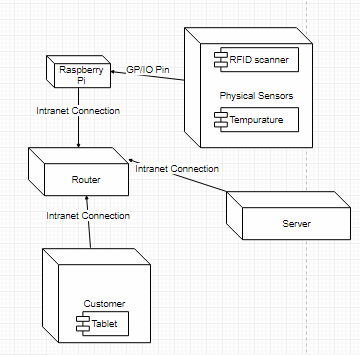 RFID scanner
Raspberry
Pi
GP/IO Pin
Physical Sensors
Intranet Connection
Tempurature
Intranet Connection
Router
Intranet Connection
Server
Customer
Tablet